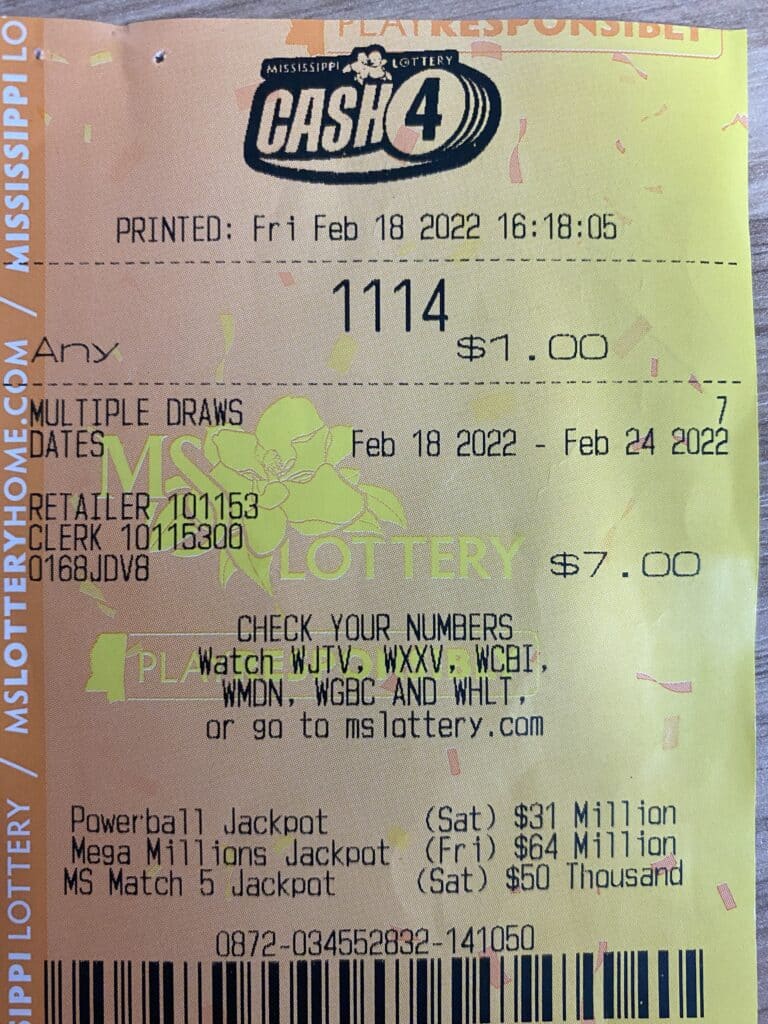 PLAYRESPONSIBLY
MISSISSIPPI LOTTERY
CASH 4
PRINTED: Fri Feb 18 2022 16:18:05
1114
Any $1.00
MULTIPLE DRAWS 7
DATES Feb 18 2022 - Feb 24 2022
MS
RETAILER 101153
CLERK 10115300
0168JDV8 $7.00
LOTTERY
CHECK YOUR NUMBERS
Watch WJTV, WXXV, WCBI,
WMDN, WGBC AND WHLT,
or go to mslottery.com
Powerball Jackpot (Sat) $31 Million
Mega Millions Jackpot (Fri) $64 Million
MS Match 5 Jackpot (Sat) $50 Thousand
0872-034552832-141050
SIPPI LOTTERY / MSLOTTERYHOME.COM / MISSISSIPPI LO